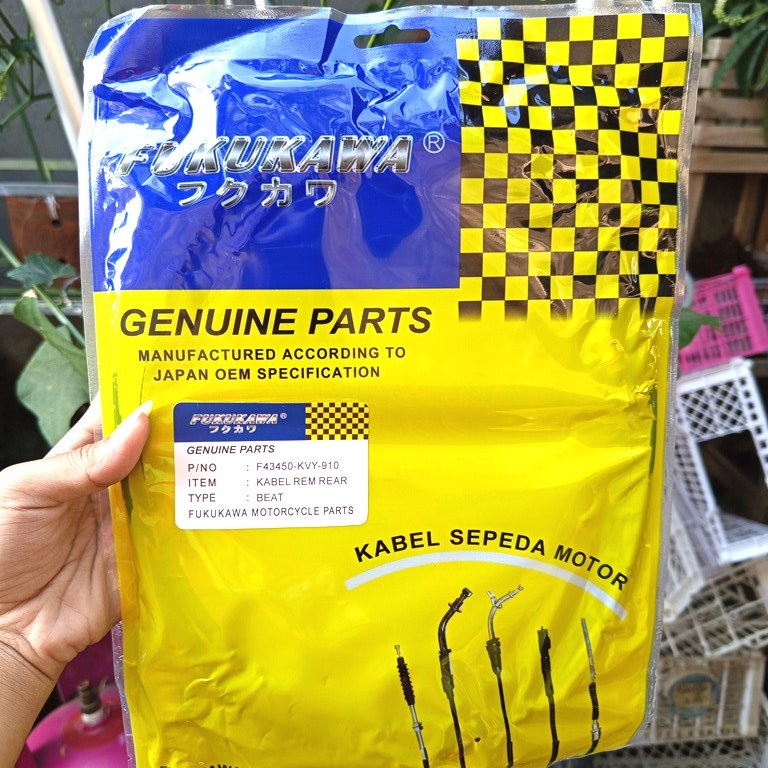 FUKUKAWA®
フクカワ
GENUINE PARTS
MANUFACTURED ACCORDING TO
JAPAN OEM SPECIFICATION
FUKUKAWA®
フクカワ
GENUINE PARTS
P/NO : F43450-KVY-910
ITEM : KABEL REM REAR
TYPE : BEAT
FUKUKAWA MOTORCYCLE PARTS
KABEL SEPEDA MOTOR